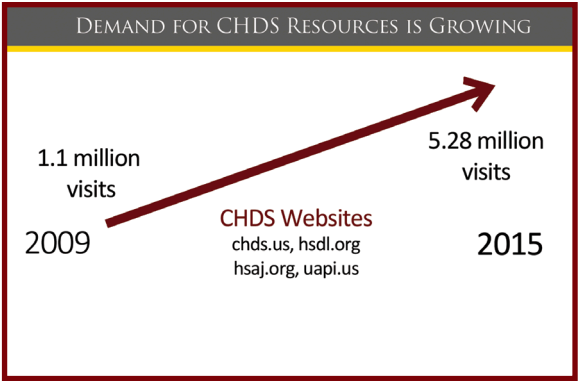 DEMAND FOR CHDS RESOURCES IS GROWING
1.1 million
visits
2009
CHDS Websites
chds.us, hsdl.org
hsaj.org, uapi.us
5.28 million
visits
2015